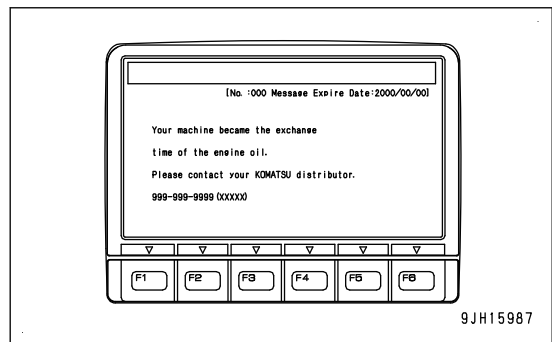 [No. :000 Message Expire Date:2000/00/00]
Your machine became the exchange
time of the engine oil.
Please contact your KOMATSU distributor.
999-999-9999(XXXXX)
F1 F2 F3 F4 F5 F6
9JH15987